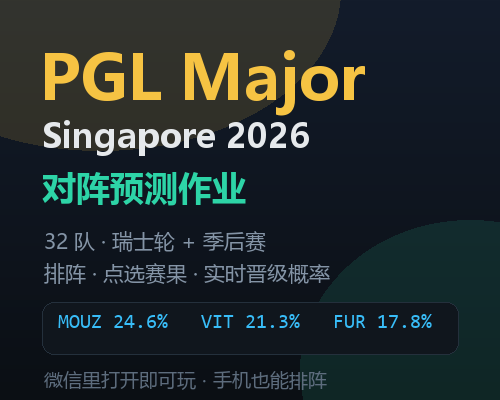 PGL Major
Singapore 2026
对阵预测作业
32 队 · 瑞士轮 + 季后赛
排阵 · 点选赛果 · 实时晋级概率
MOUZ 24.6% VIT 21.3% FUR 17.8%
微信里打开即可玩 · 手机也能排阵